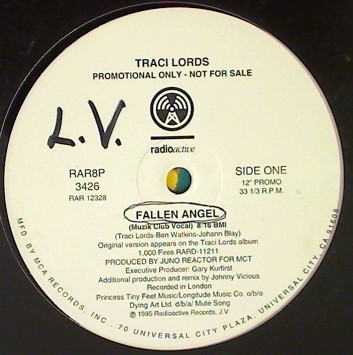 TRACI LORDS
PROMOTIONAL ONLY - NOT FOR SALE
L.V.
radioactive
RAR8P
3426
RAR 12328
SIDE ONE
12" PROMO
33 1/3 R.P.M.
FALLEN ANGEL
(Muzik Club Vocal) 8:16 BMI
(Traci Lords-Ben Watkins-Johann Blay)
Original version appears on the Traci Lords album
1,000 Fires RARD-11211
PRODUCED BY JUNO REACTOR FOR MCT
Executive Producer: Gary Kurfirst
Additional production and remix by Johnny Vicious
Recorded in London
Princess Tiny Feet Music/Longitude Music Co. o/b/o
Dying Art Ltd. d/b/a/ Mute Song
℗ 1995 Radioactive Records, J.V
MFD. BY MCA RECORDS, INC. · 70 UNIVERSAL CITY PLAZA, UNIVERSAL CITY, CA 91608